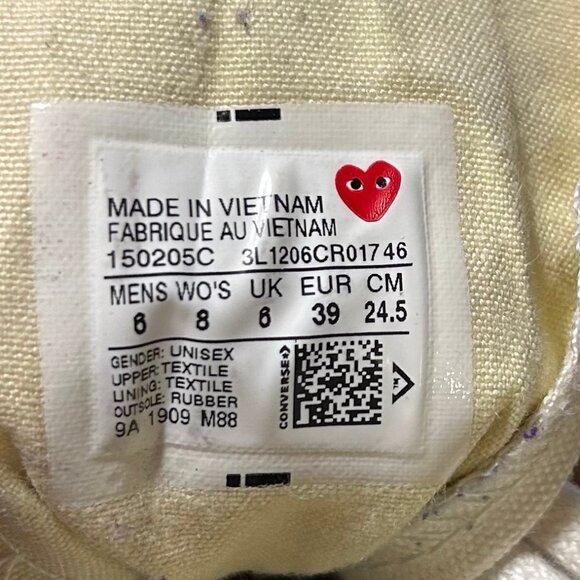 MADE IN VIETNAM
FABRIQUE AU VIETNAM
150205C 3L1206CR01746
MENS WO'S UK EUR CM
6 8 6 39 24.5
GENDER: UNISEX
UPPER: TEXTILE
LINING: TEXTILE
OUTSOLE: RUBBER
9A 1909 M88
CONVERSE
TM